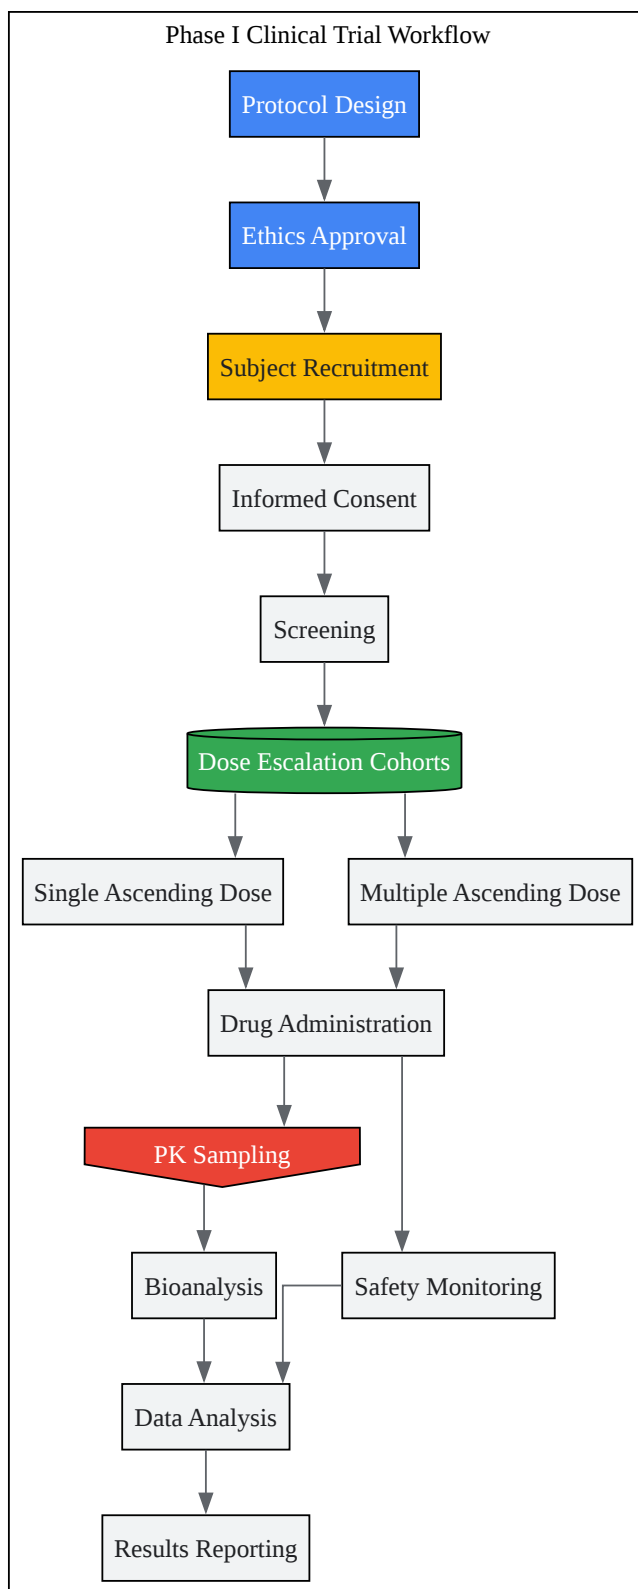 Phase I Clinical Trial Workflow
Protocol Design
Ethics Approval
Subject Recruitment
Informed Consent
Screening
Dose Escalation Cohorts
Single Ascending Dose
Multiple Ascending Dose
Drug Administration
PK Sampling
Bioanalysis
Safety Monitoring
Data Analysis
Results Reporting